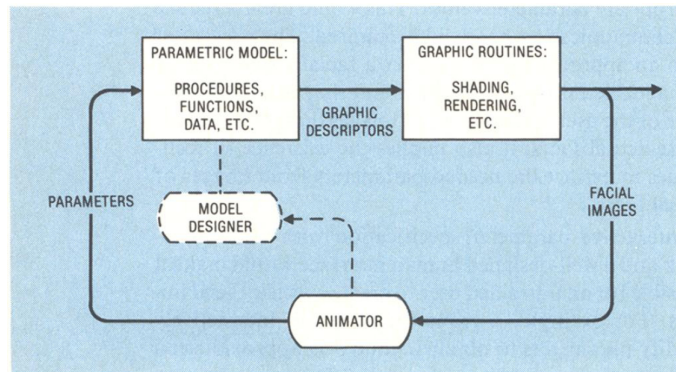 PARAMETRIC MODEL:
PROCEDURES,
FUNCTIONS,
DATA, ETC.
GRAPHIC
DESCRIPTORS
GRAPHIC ROUTINES:
SHADING,
RENDERING,
ETC.
PARAMETERS
MODEL
DESIGNER
FACIAL
IMAGES
ANIMATOR